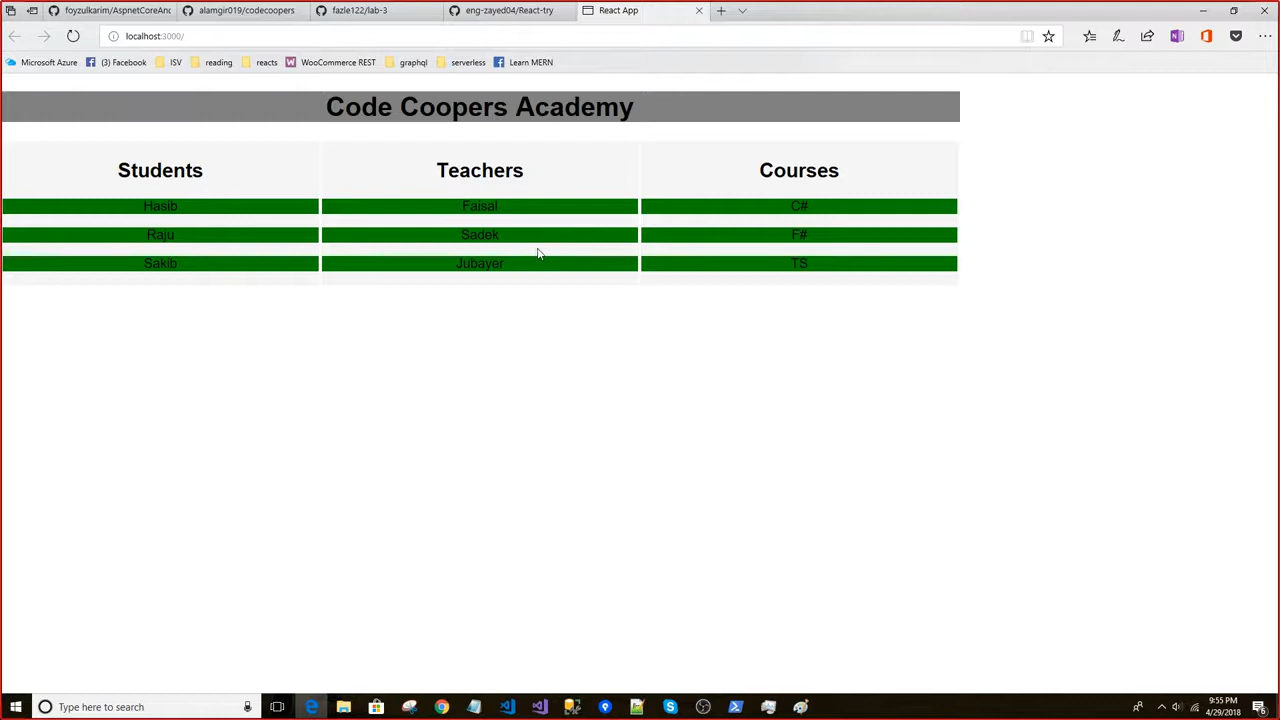 foyzulkarim/AspnetCoreAnc
alamgir019/codecoopers
fazle122/lab-3
eng-zayed04/React-try
React App
localhost:3000/
Microsoft Azure
(3) Facebook
ISV
reading
reacts
WooCommerce REST
graphql
serverless
Learn MERN
Code Coopers Academy
Students Teachers Courses
Hasib Faisal C#
Raju Sadek F#
Sakib Jubayer TS
Type here to search
9:55 PM
4/29/2018